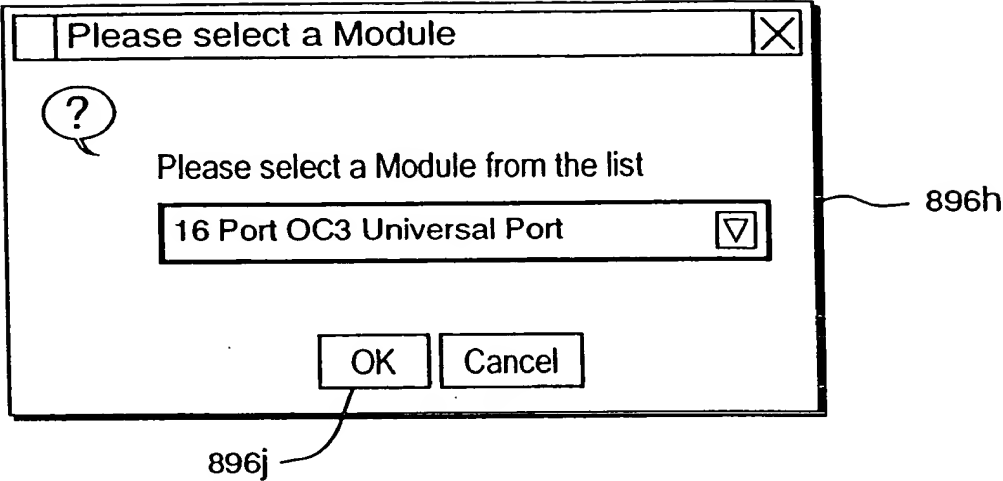 Please select a Module
?
Please select a Module from the list
16 Port OC3 Universal Port
896h
OK Cancel
896j